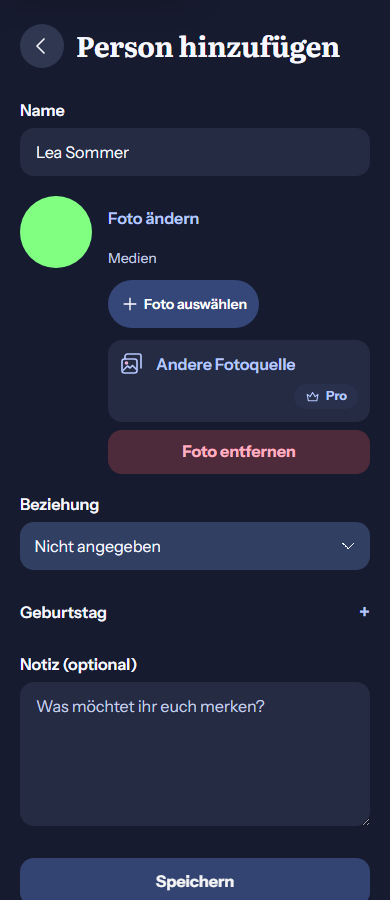 Person hinzufügen
Name
Lea Sommer
Foto ändern
Medien
Foto auswählen
Andere Fotoquelle
Pro
Foto entfernen
Beziehung
Nicht angegeben
Geburtstag
+
Notiz (optional)
Was möchtet ihr euch merken?
Speichern